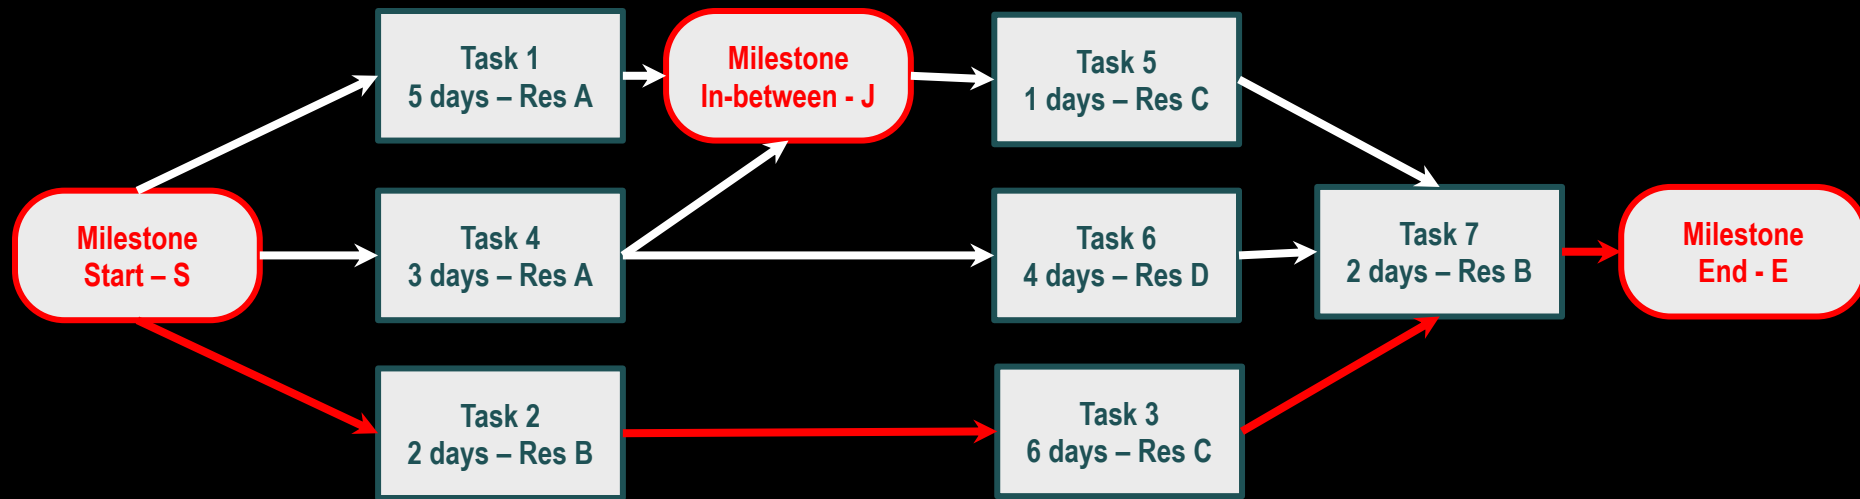 Task 1
5 days – Res A
Milestone
In-between - J
Task 5
1 days – Res C
Milestone
Start – S
Task 4
3 days – Res A
Task 6
4 days – Res D
Task 7
2 days – Res B
Milestone
End - E
Task 2
2 days – Res B
Task 3
6 days – Res C